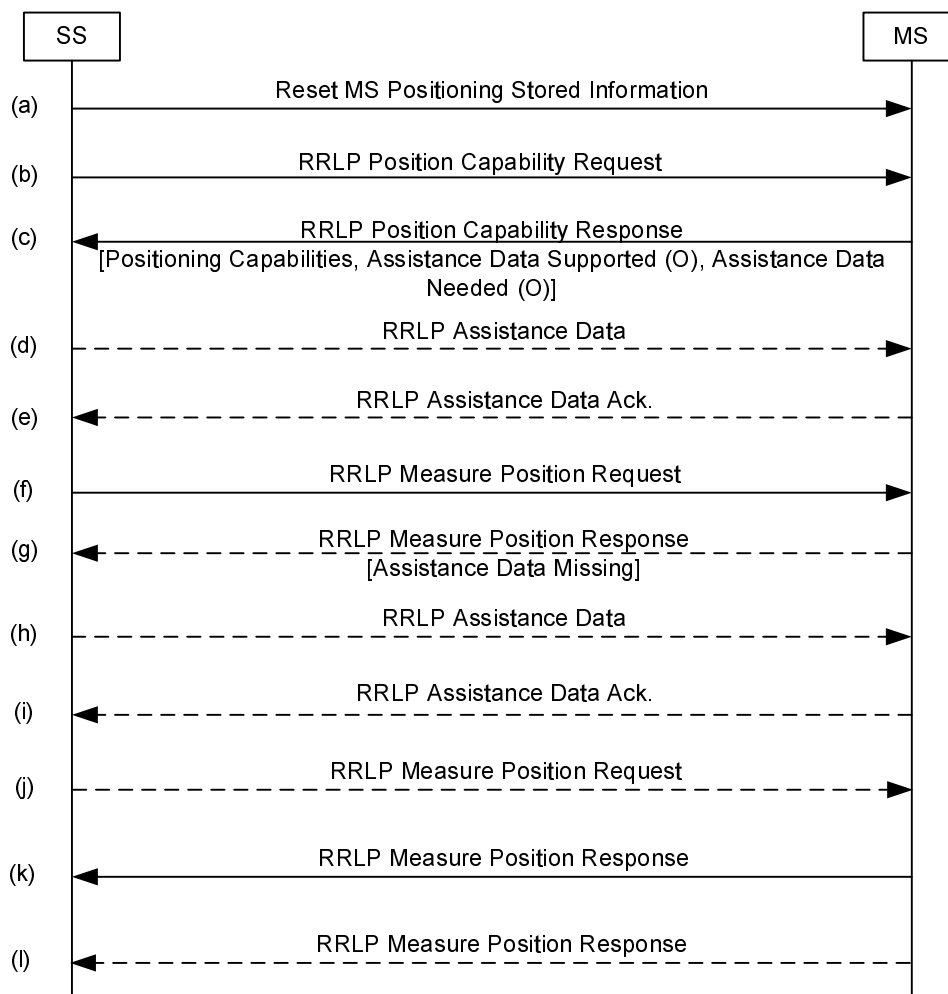 SS
MS
(a)
Reset MS Positioning Stored Information
(b)
RRLP Position Capability Request
(c)
RRLP Position Capability Response
[Positioning Capabilities, Assistance Data Supported (O), Assistance Data
Needed (O)]
(d)
RRLP Assistance Data
(e)
RRLP Assistance Data Ack.
(f)
RRLP Measure Position Request
(g)
RRLP Measure Position Response
[Assistance Data Missing]
(h)
RRLP Assistance Data
(i)
RRLP Assistance Data Ack.
(j)
RRLP Measure Position Request
(k)
RRLP Measure Position Response
(l)
RRLP Measure Position Response